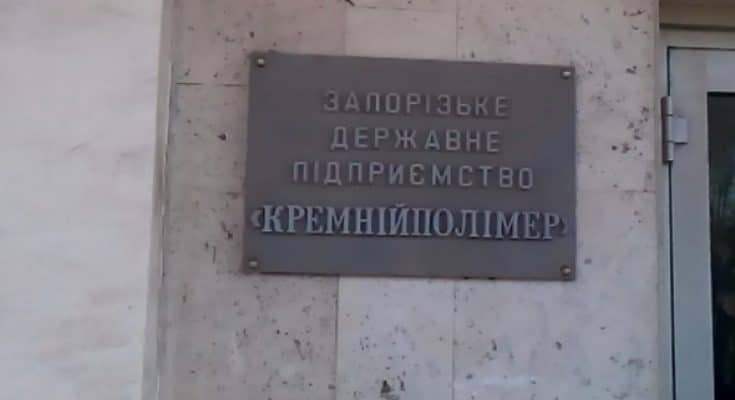 ЗАПОРІЗЬКЕ
ДЕРЖАВНЕ
ПІДПРИЄМСТВО
«КРЕМНІЙПОЛІМЕР»